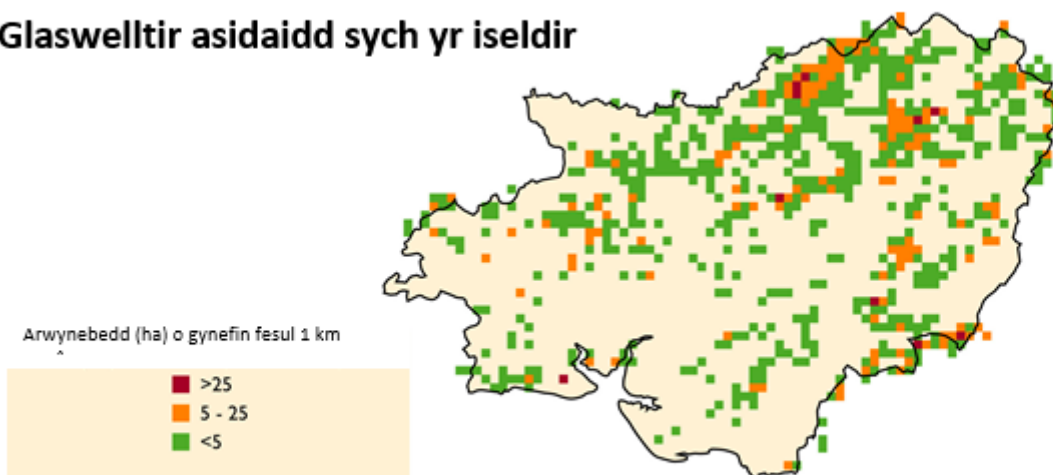 Glaswelltir asidaidd sych yr iseldir
Arwynebedd (ha) o gynefin fesul 1 km
>25
5 - 25
<5